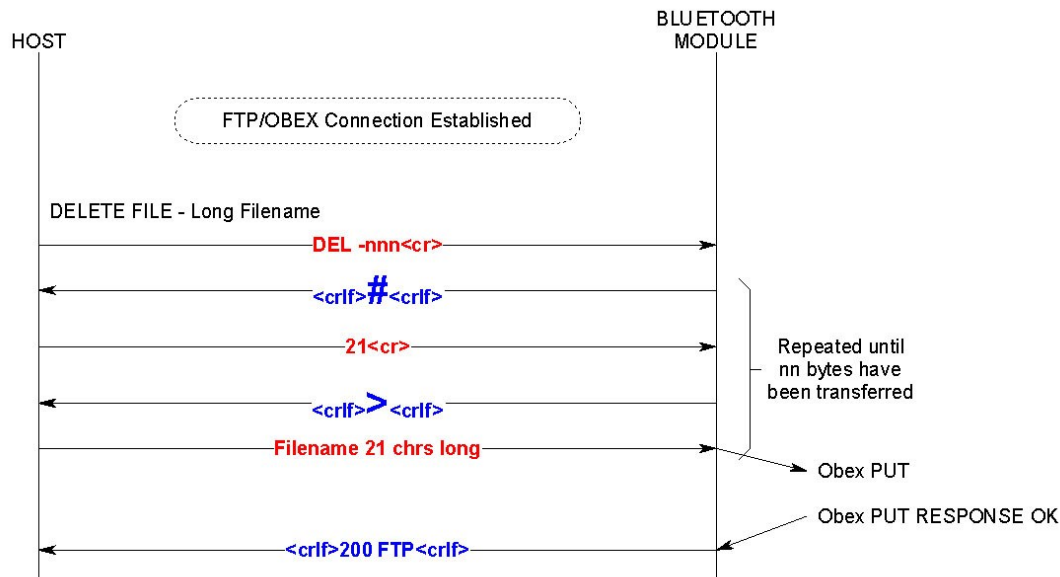 HOST
BLUETOOTH
MODULE
FTP/OBEX Connection Established
DELETE FILE - Long Filename
DEL -nnn<cr>
<crlf>#<crlf>
21<cr>
Repeated until
nn bytes have
been transferred
<crlf>><crlf>
Filename 21 chrs long
Obex PUT
Obex PUT RESPONSE OK
<crlf>200 FTP<crlf>